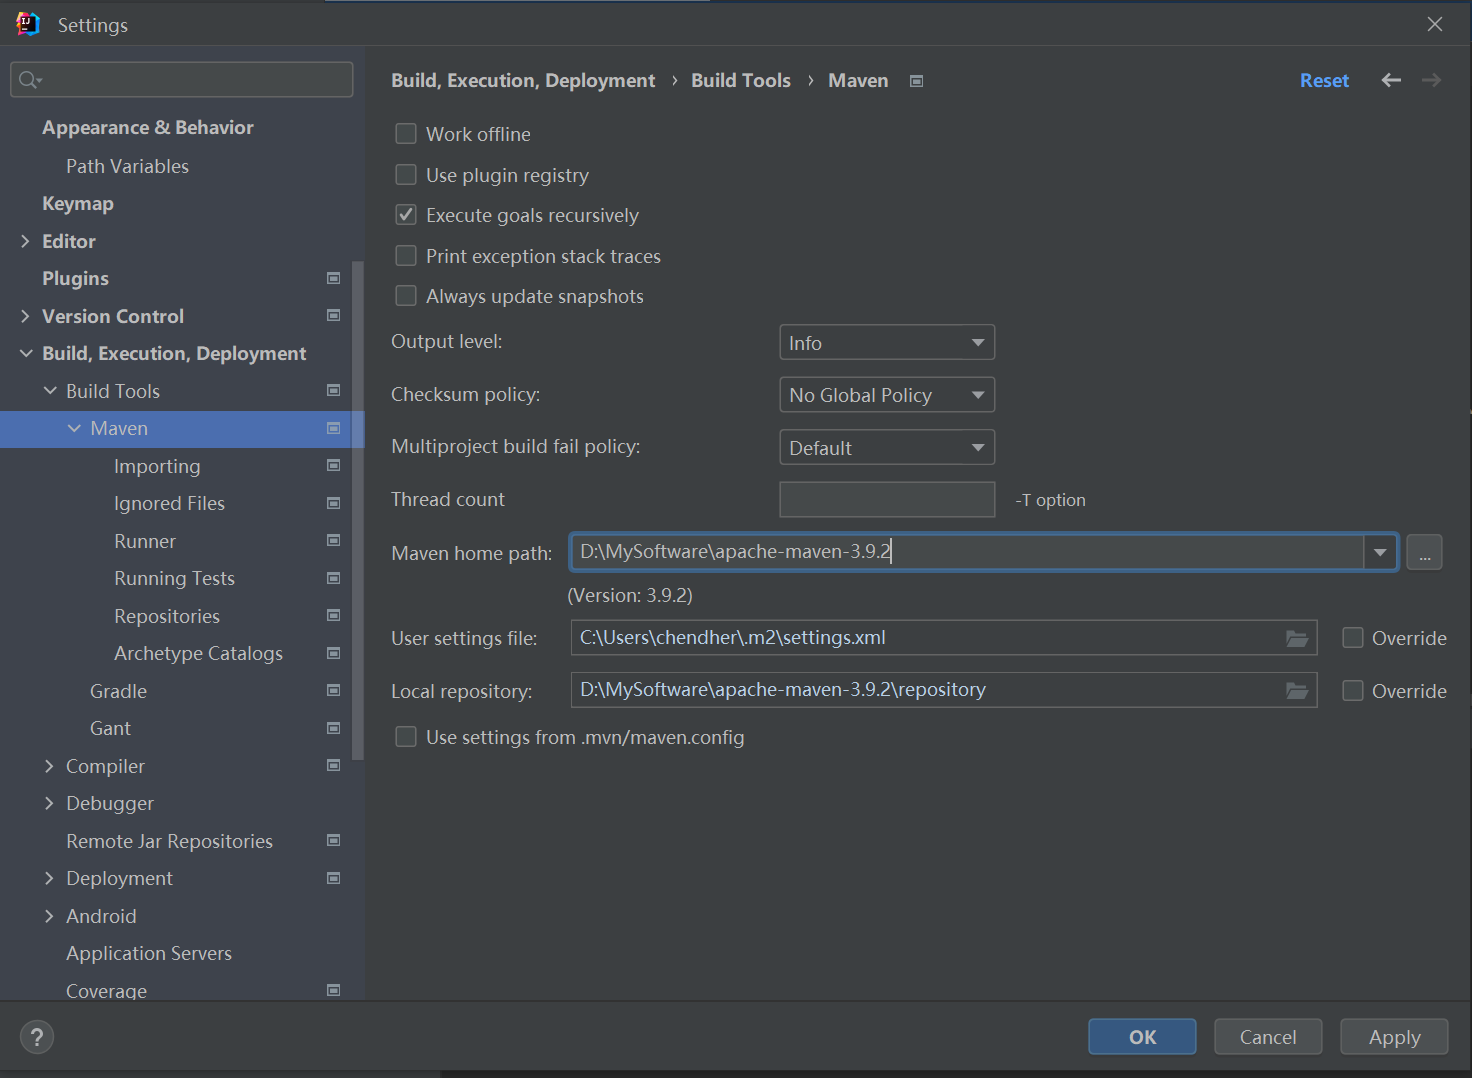 Settings
Appearance & Behavior
Path Variables
Keymap
Editor
Plugins
Version Control
Build, Execution, Deployment
Build Tools
Maven
Importing
Ignored Files
Runner
Running Tests
Repositories
Archetype Catalogs
Gradle
Gant
Compiler
Debugger
Remote Jar Repositories
Deployment
Android
Application Servers
Coverage
Build, Execution, Deployment › Build Tools › Maven
Reset
Work offline
Use plugin registry
Execute goals recursively
Print exception stack traces
Always update snapshots
Output level: Info
Checksum policy: No Global Policy
Multiproject build fail policy: Default
Thread count -T option
Maven home path: D:\MySoftware\apache-maven-3.9.2 ...
(Version: 3.9.2)
User settings file: C:\Users\chendher\.m2\settings.xml Override
Local repository: D:\MySoftware\apache-maven-3.9.2\repository Override
Use settings from .mvn/maven.config
? OK Cancel Apply